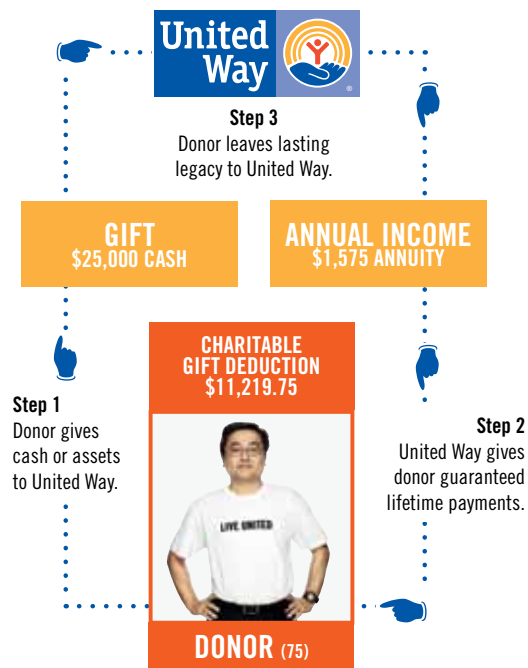 United
Way
®
Step 3
Donor leaves lasting
legacy to United Way.
GIFT
$25,000 CASH
ANNUAL INCOME
$1,575 ANNUITY
CHARITABLE
GIFT DEDUCTION
$11,219.75
Step 1
Donor gives
cash or assets
to United Way.
Step 2
United Way gives
donor guaranteed
lifetime payments.
LIVE UNITED
DONOR (75)